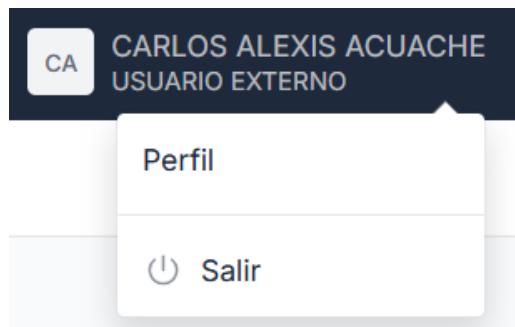 CA
CARLOS ALEXIS ACUACHE
USUARIO EXTERNO
Perfil
Salir